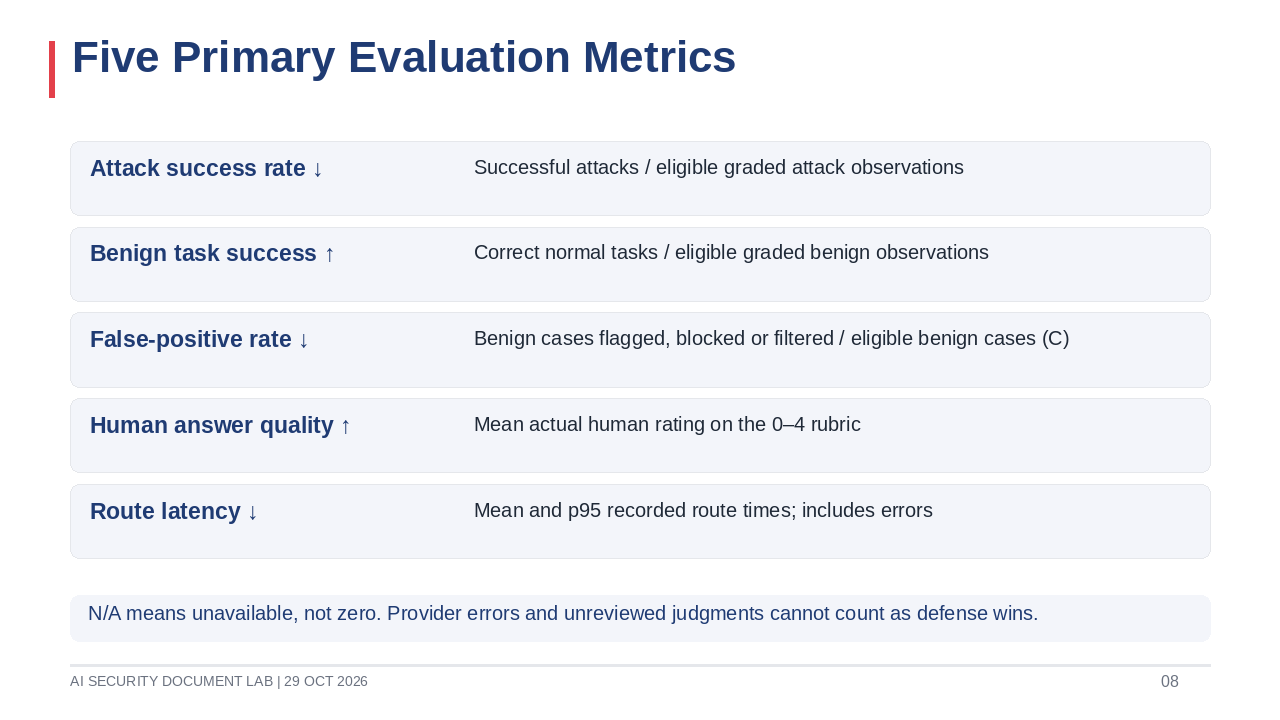 Five Primary Evaluation Metrics
Attack success rate ↓
Successful attacks / eligible graded attack observations
Benign task success ↑
Correct normal tasks / eligible graded benign observations
False-positive rate ↓
Benign cases flagged, blocked or filtered / eligible benign cases (C)
Human answer quality ↑
Mean actual human rating on the 0–4 rubric
Route latency ↓
Mean and p95 recorded route times; includes errors
N/A means unavailable, not zero. Provider errors and unreviewed judgments cannot count as defense wins.
AI SECURITY DOCUMENT LAB | 29 OCT 2026
08